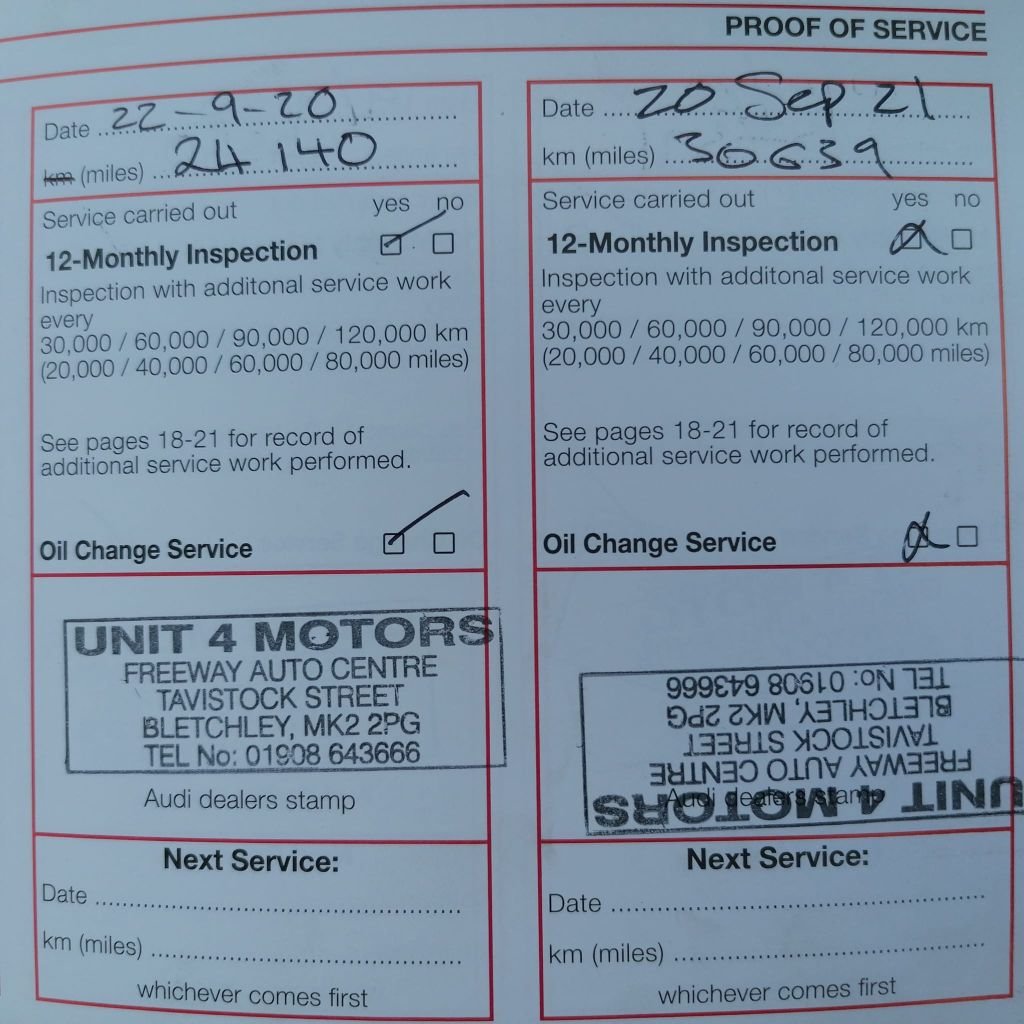 PROOF OF SERVICE
Date 22-9-20
km (miles) 24 140
Service carried out yes no
12-Monthly Inspection
Inspection with additonal service work
every
30,000 / 60,000 / 90,000 / 120,000 km
(20,000 / 40,000 / 60,000 / 80,000 miles)
See pages 18-21 for record of
additional service work performed.
Oil Change Service
UNIT 4 MOTORS
FREEWAY AUTO CENTRE
TAVISTOCK STREET
BLETCHLEY, MK2 2PG
TEL No: 01908 643666
Audi dealers stamp
Next Service:
Date
km (miles)
whichever comes first
Date 20 Sep 21
km (miles) 30639
Service carried out yes no
12-Monthly Inspection
Inspection with additonal service work
every
30,000 / 60,000 / 90,000 / 120,000 km
(20,000 / 40,000 / 60,000 / 80,000 miles)
See pages 18-21 for record of
additional service work performed.
Oil Change Service
UNIT 4 MOTORS
FREEWAY AUTO CENTRE
TAVISTOCK STREET
BLETCHLEY, MK2 2PG
TEL No: 01908 643666
Audi dealers stamp
Next Service:
Date
km (miles)
whichever comes first